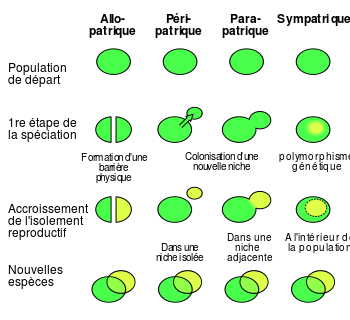 Allo-
patrique
Péri-
patrique
Para-
patrique
Sympatrique
Population
de départ
1re étape de
la spéciation
Formation d'une
barrière
physique
Colonisation d'une
nouvelle niche
polymorphisme
génétique
Accroissement
de l'isolement
reproductif
Dans une
niche isolée
Dans une
niche
adjacente
A l'intérieur de
la population
Nouvelles
espèces